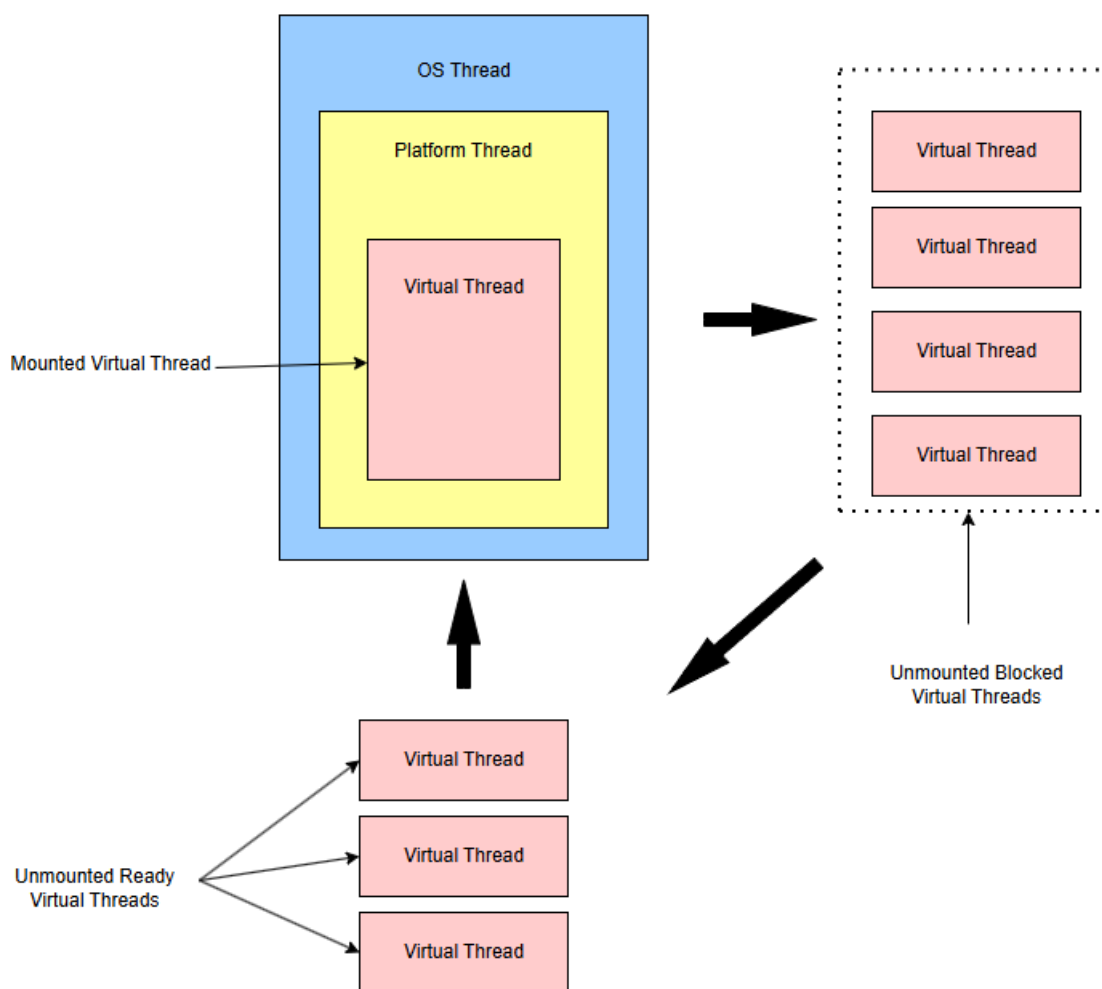 OS Thread
Platform Thread
Virtual Thread
Mounted Virtual Thread
Virtual Thread
Virtual Thread
Virtual Thread
Virtual Thread
Unmounted Blocked
Virtual Threads
Virtual Thread
Virtual Thread
Virtual Thread
Unmounted Ready
Virtual Threads